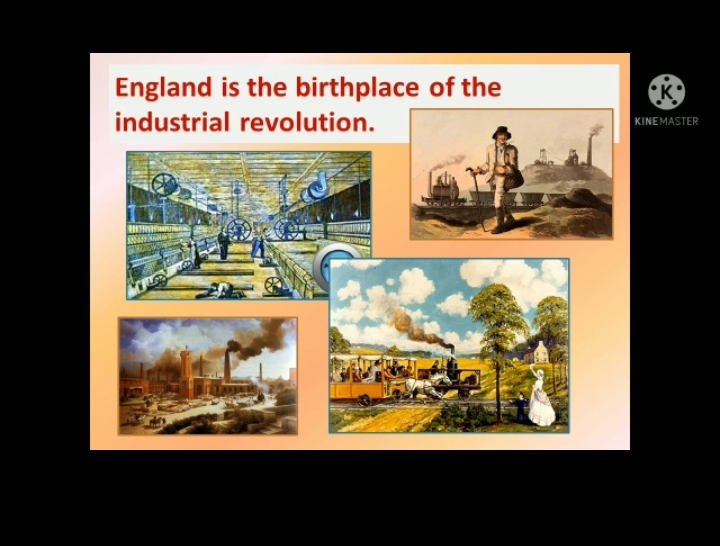 England is the birthplace of the
industrial revolution.
K
KINEMASTER